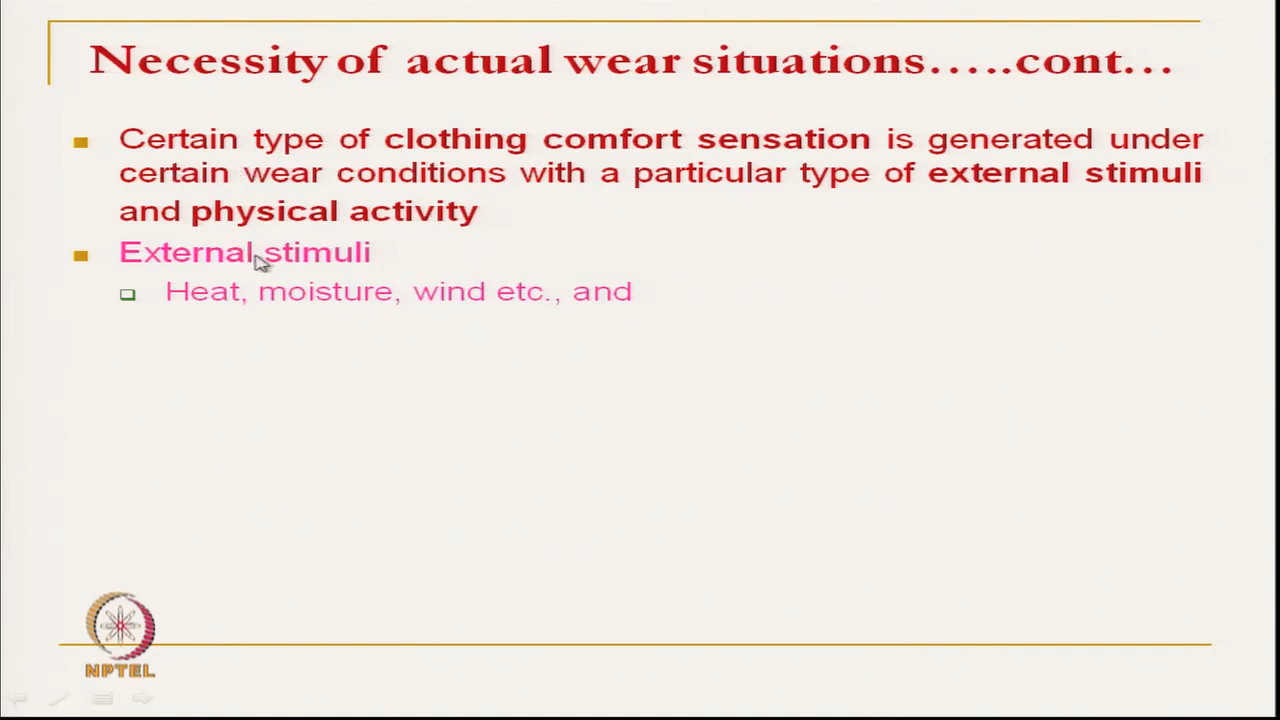 Necessity of actual wear situations…..cont…
Certain type of clothing comfort sensation is generated under
certain wear conditions with a particular type of external stimuli
and physical activity
External stimuli
Heat, moisture, wind etc., and
NPTEL